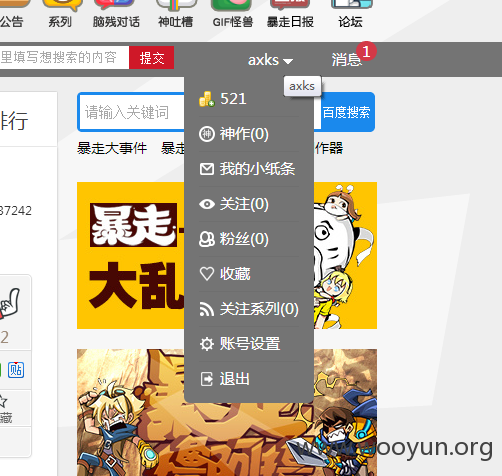 公告 系列 脑残对话 神吐槽 GIF怪兽 暴走日报 论坛
里填写想搜索的内容 提交 axks 消息 1
axks
排行
请输入关键词 百度搜索
暴走大事件 暴走 作器
37242
521
神作(0)
我的小纸条
关注(0)
粉丝(0)
收藏
关注系列(0)
账号设置
退出
暴走
大乱
2
贴
藏
ooyun.org